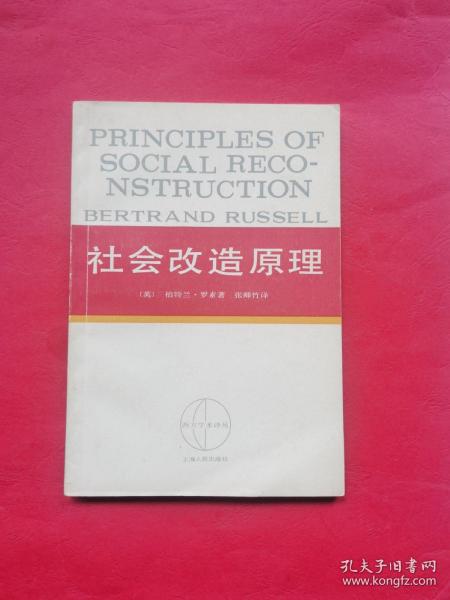 PRINCIPLES OF
SOCIAL RECO-
NSTRUCTION
BERTRAND RUSSELL
社会改造原理
〔英〕 柏特兰·罗素著 张师竹译
西方学术译丛
上海人民出版社
孔夫子旧书网
www.kongfz.com